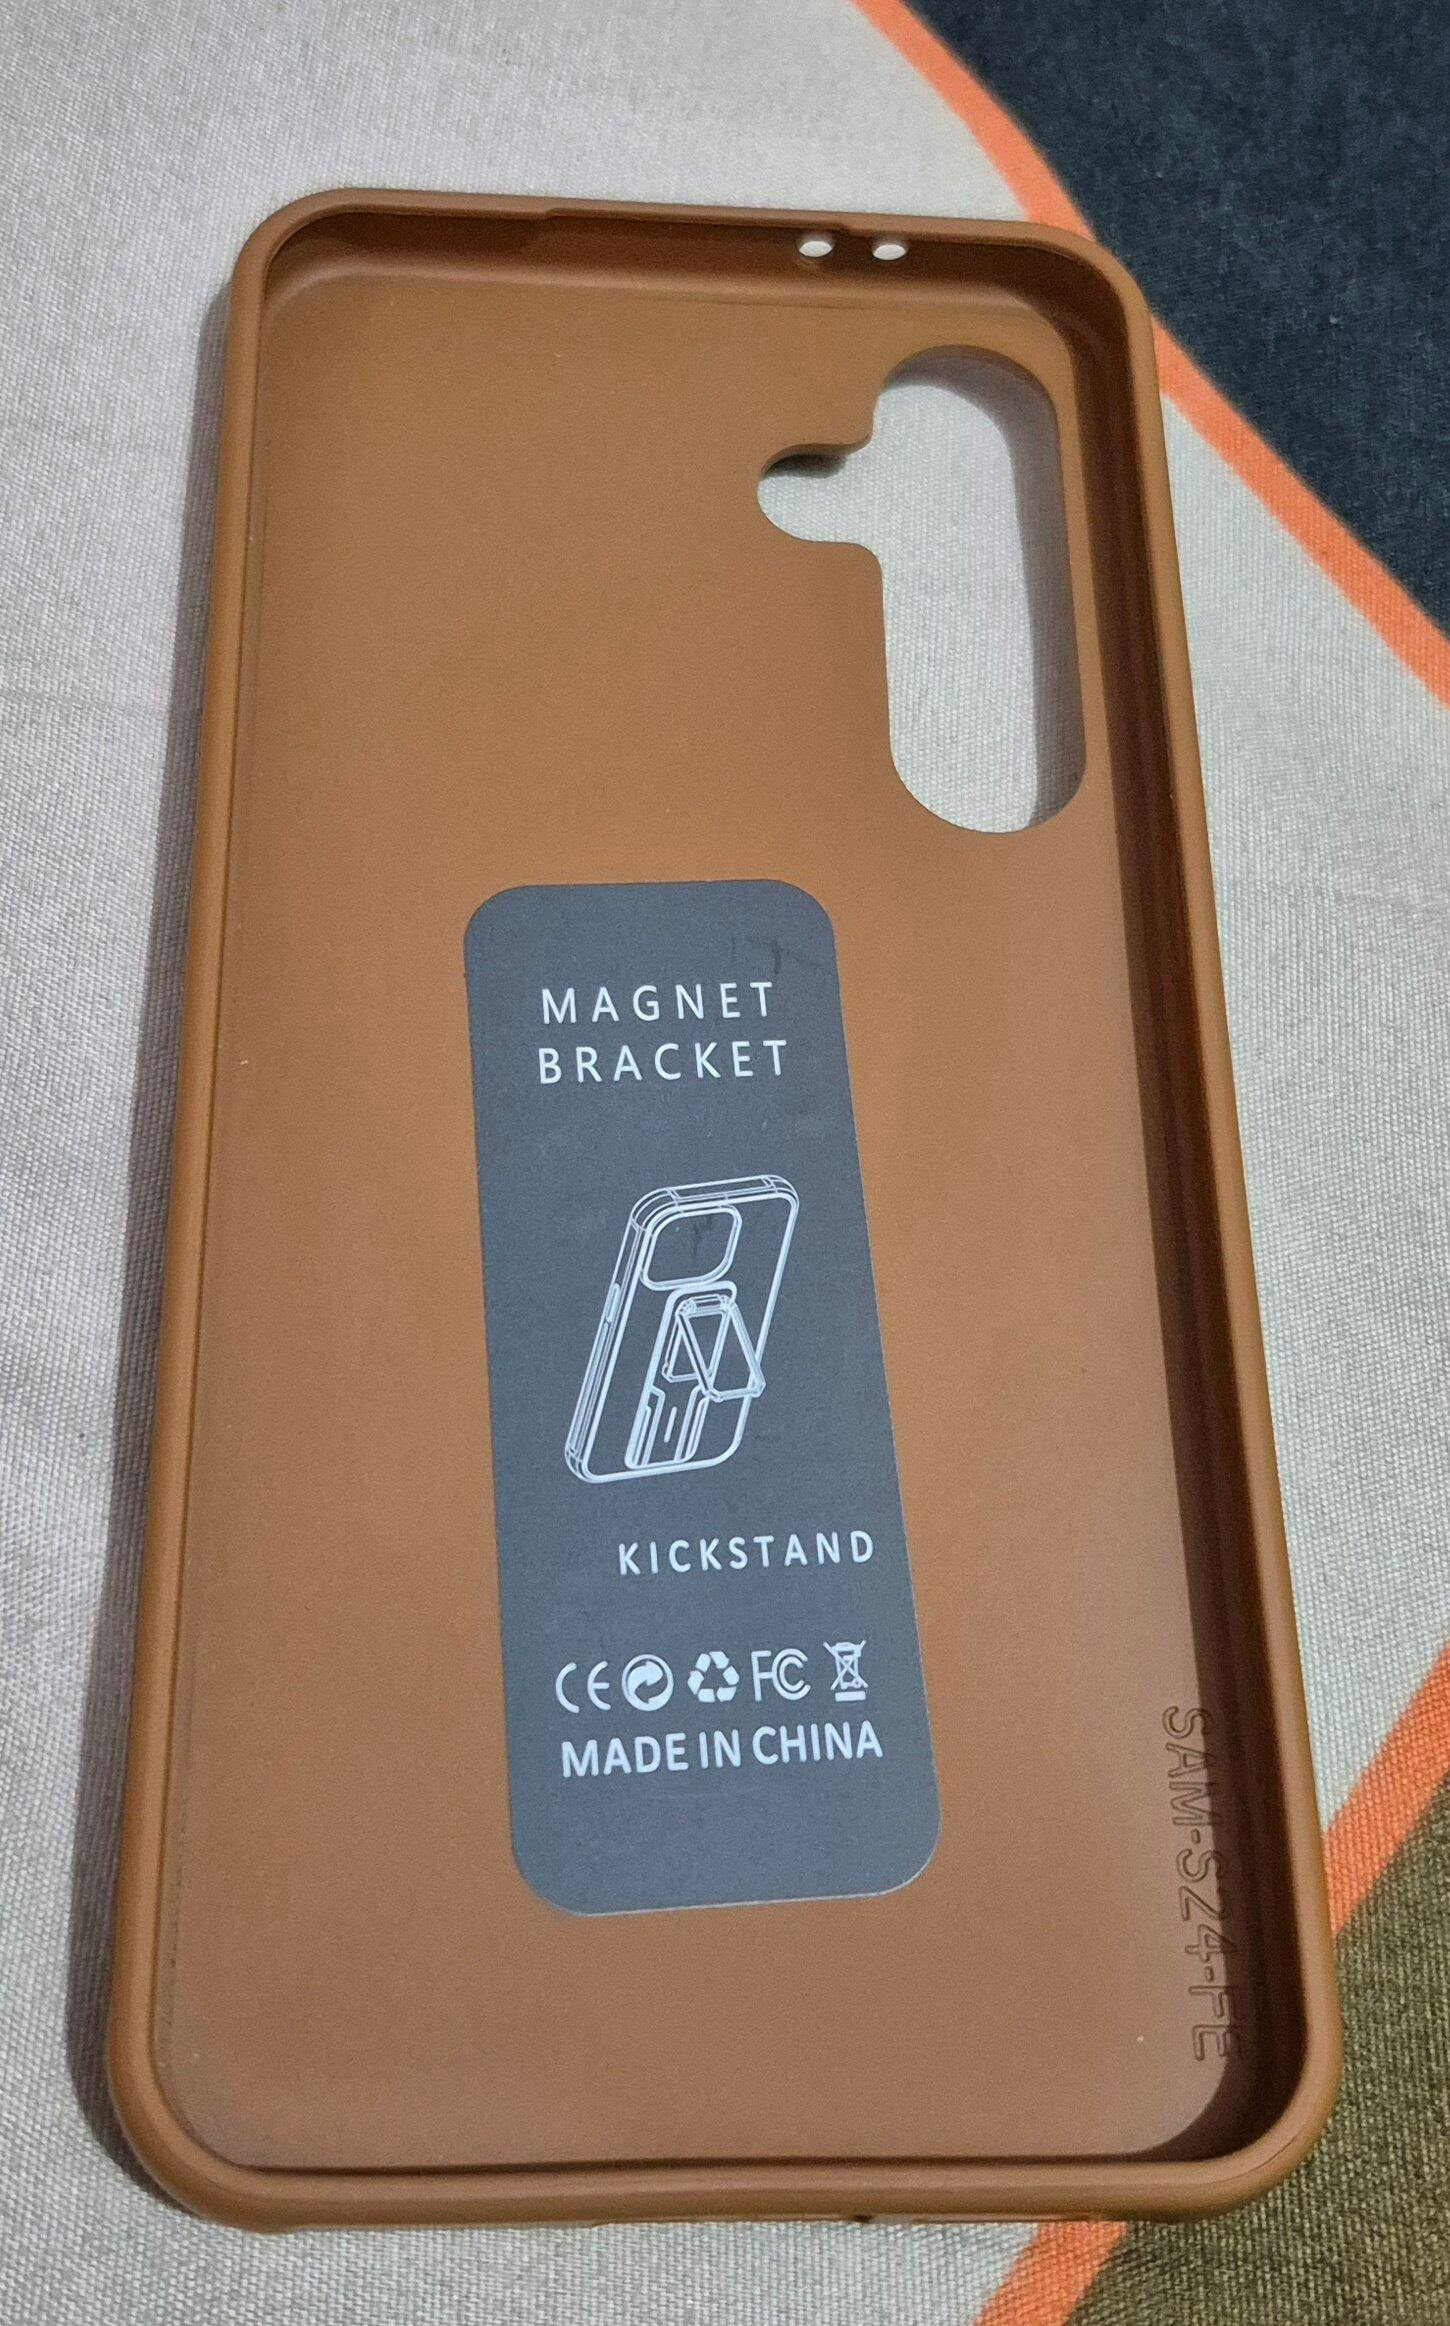 MAGNET
BRACKET
KICKSTAND
CE FC
MADE IN CHINA
SAM-S24-FE